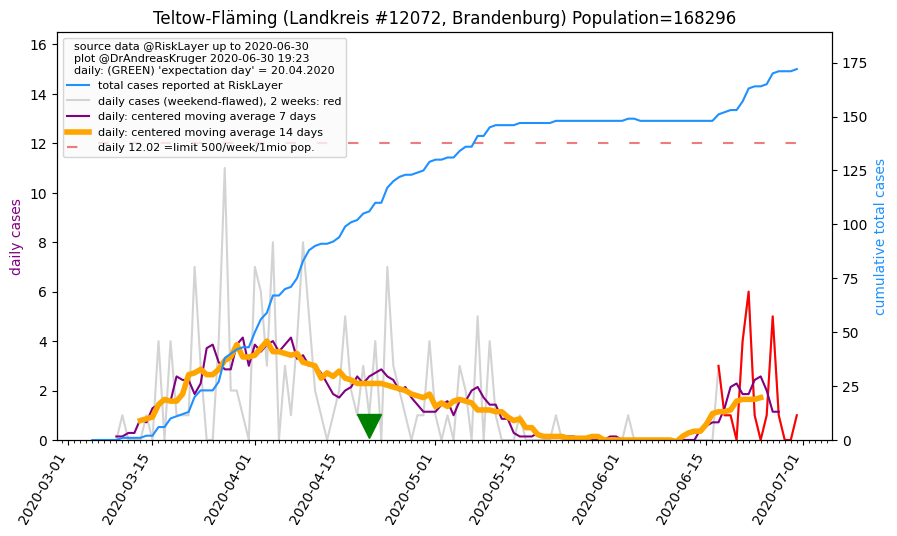 Teltow-Fläming (Landkreis #12072, Brandenburg) Population=168296
source data @RiskLayer up to 2020-06-30
plot @DrAndreasKruger 2020-06-30 19:23
daily: (GREEN) 'expectation day' = 20.04.2020
total cases reported at RiskLayer
daily cases (weekend-flawed), 2 weeks: red
daily: centered moving average 7 days
daily: centered moving average 14 days
daily 12.02 =limit 500/week/1mio pop.
daily cases
16
14
12
10
8
6
4
2
0
cumulative total cases
175
150
125
100
75
50
25
0
2020-03-01
2020-03-15
2020-04-01
2020-04-15
2020-05-01
2020-05-15
2020-06-01
2020-06-15
2020-07-01